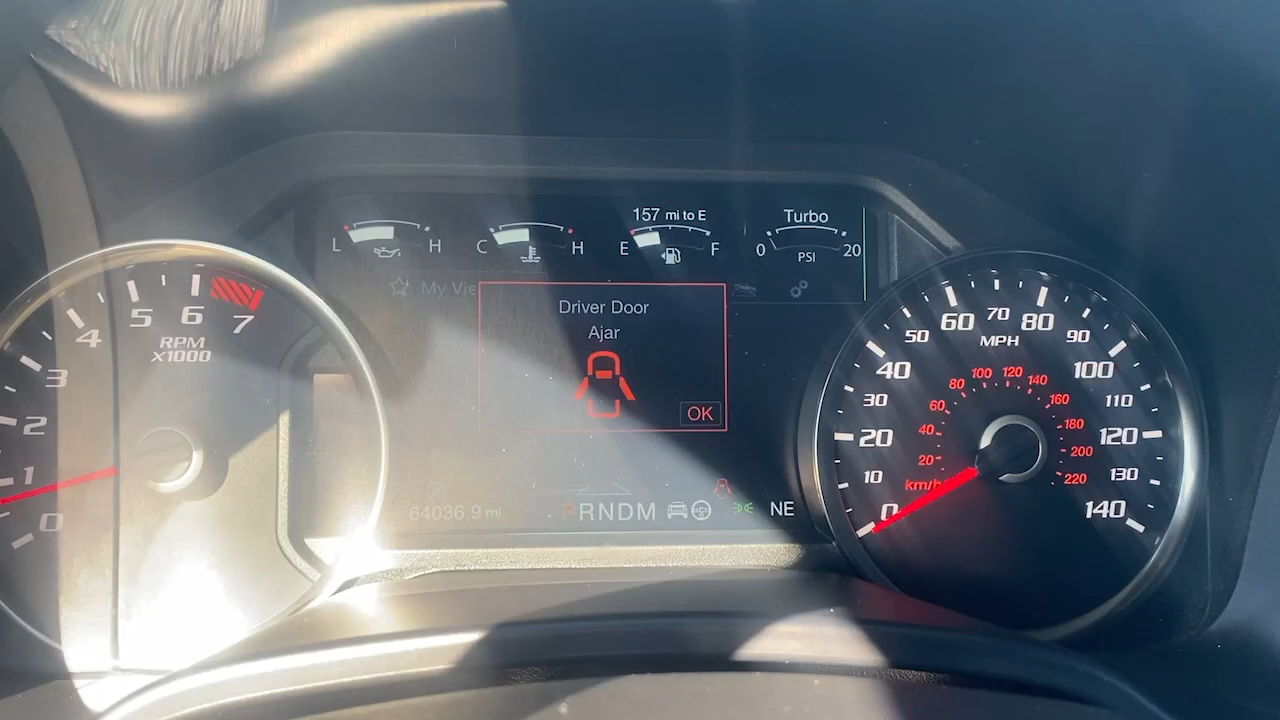 157 mi to E
Turbo
L H
C H
E F
0 20
PSI
My Vie
Driver Door
Ajar
OK
64036.9 mi
PRNDM
NE
0
1
2
3
4
5
6
7
RPM
X1000
0
10
20
30
40
50
60
70
80
90
100
110
120
130
140
MPH
km/h
20
40
60
80
100
120
140
160
180
200
220